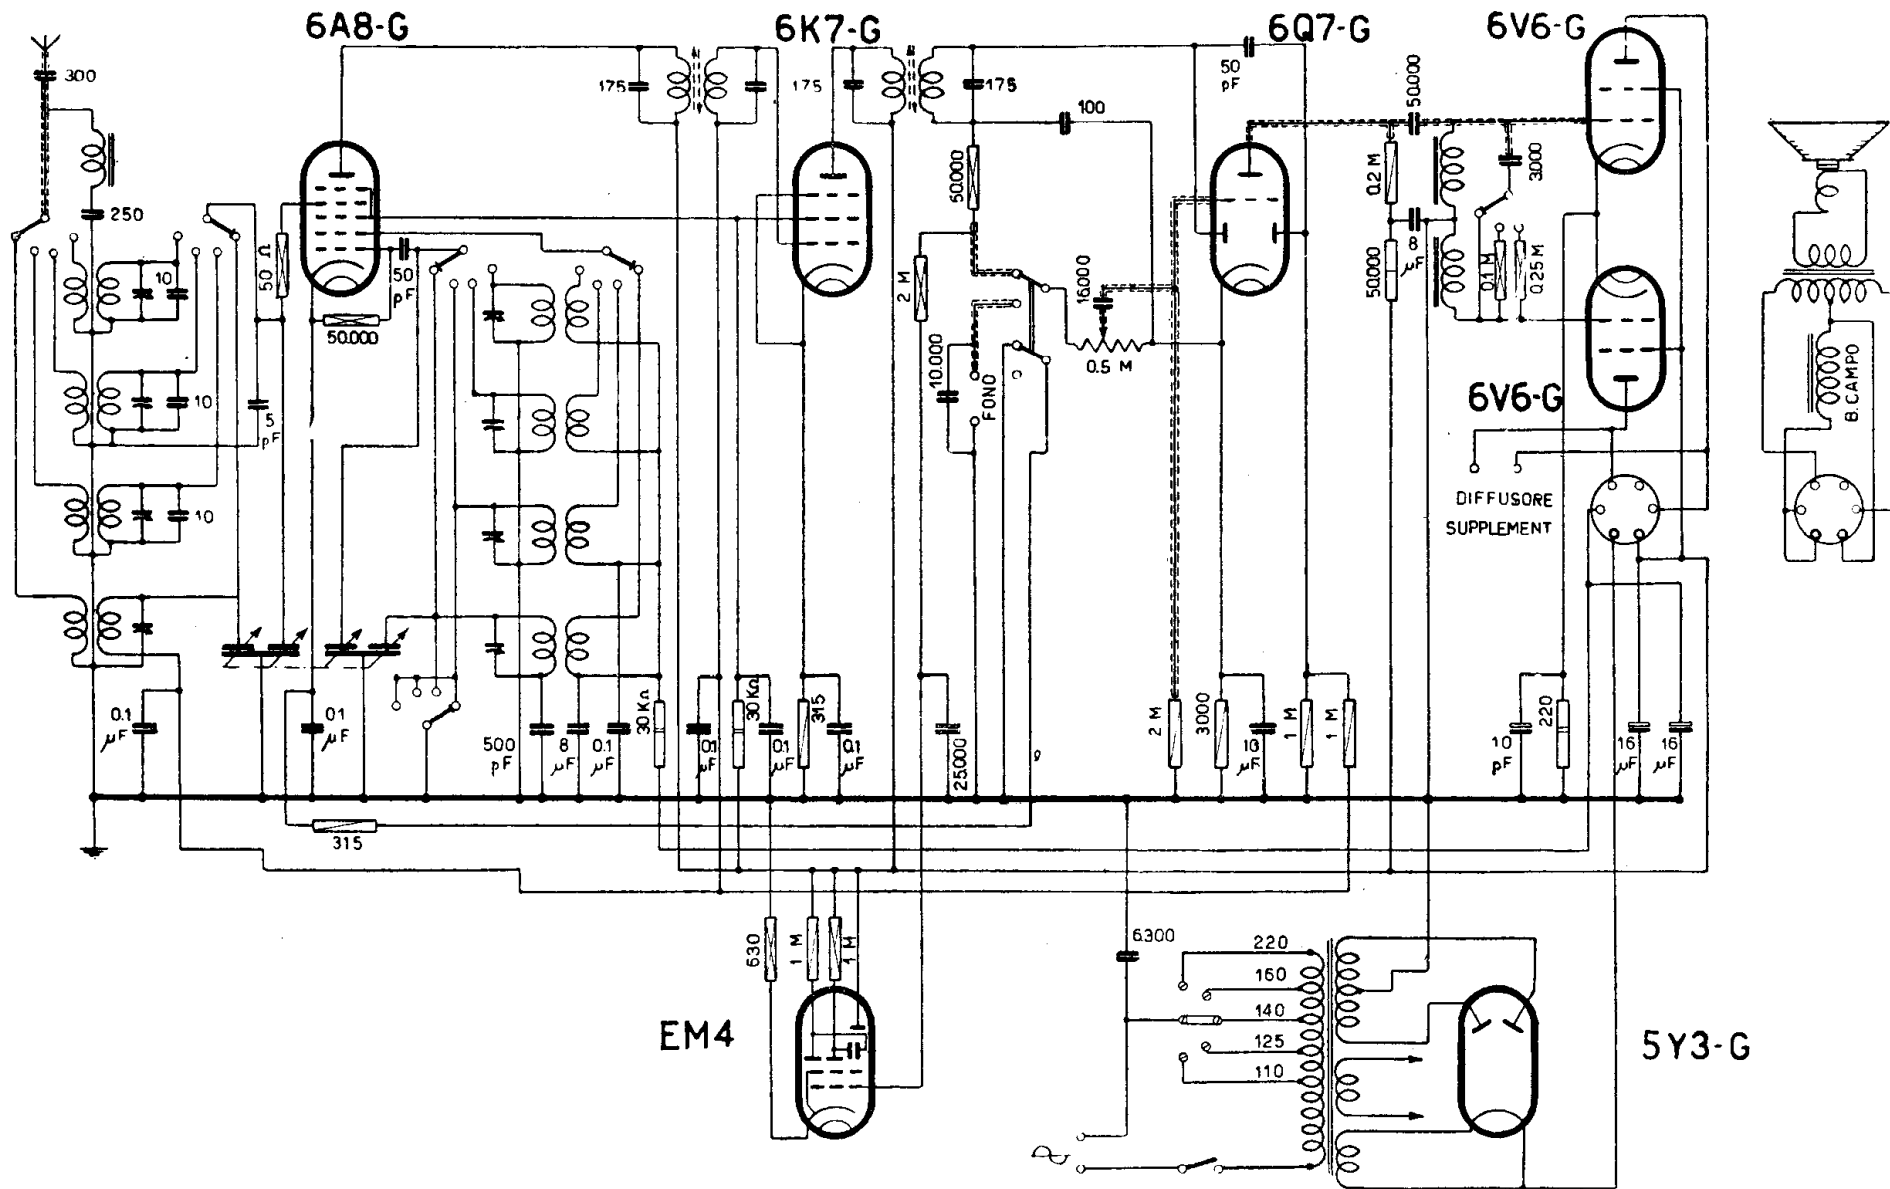 6A8-G
6K7-G
6Q7-G
6V6-G
300
175
175
175
50
pF
50.000
100
250
50.000
0.2 M
3000
50 Ω
50
pF
10
2 M
16.000
8
µF
50.000
0.1 M
0.25 M
50.000
10.000
0.5 M
FONO
10
5
pF
6V6-G
B. CAMPO
10
DIFFUSORE
SUPPLEMENT
0.1
µF
01
µF
500
pF
8
µF
0.1
µF
30 KΩ
01
µF
30 KΩ
0.1
µF
315
01
µF
25.000
2 M
3000
10
µF
1 M
1 M
10
pF
220
16
µF
16
µF
315
630
1 M
1 M
6.300
220
160
140
125
110
EM4
5Y3-G